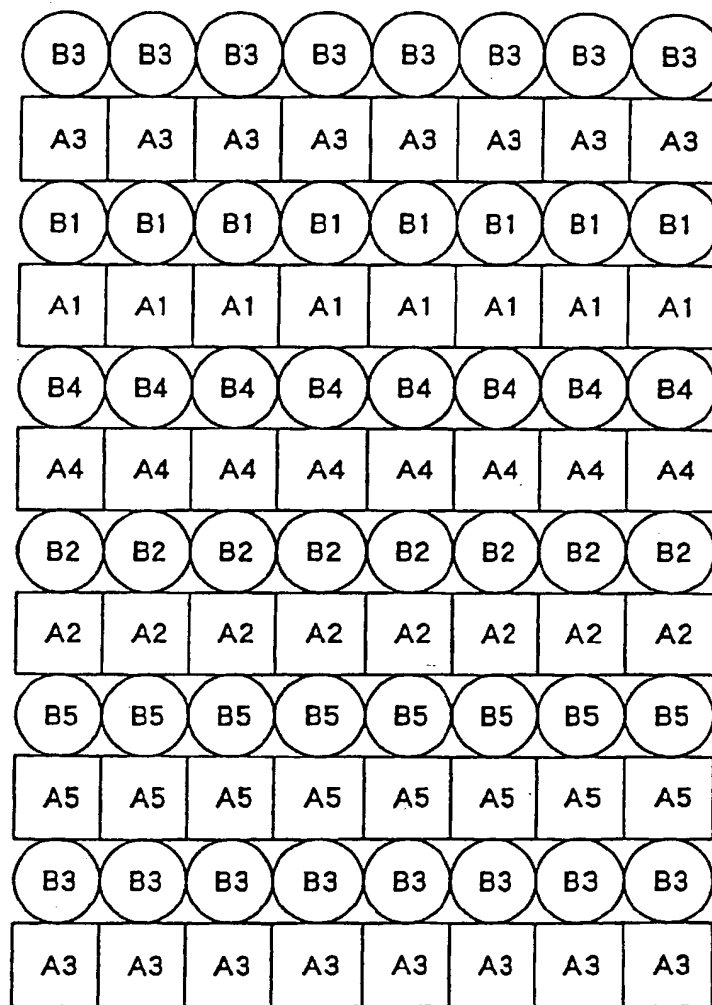 B3 B3 B3 B3 B3 B3 B3 B3
A3 A3 A3 A3 A3 A3 A3 A3
B1 B1 B1 B1 B1 B1 B1 B1
A1 A1 A1 A1 A1 A1 A1 A1
B4 B4 B4 B4 B4 B4 B4 B4
A4 A4 A4 A4 A4 A4 A4 A4
B2 B2 B2 B2 B2 B2 B2 B2
A2 A2 A2 A2 A2 A2 A2 A2
B5 B5 B5 B5 B5 B5 B5 B5
A5 A5 A5 A5 A5 A5 A5 A5
B3 B3 B3 B3 B3 B3 B3 B3
A3 A3 A3 A3 A3 A3 A3 A3